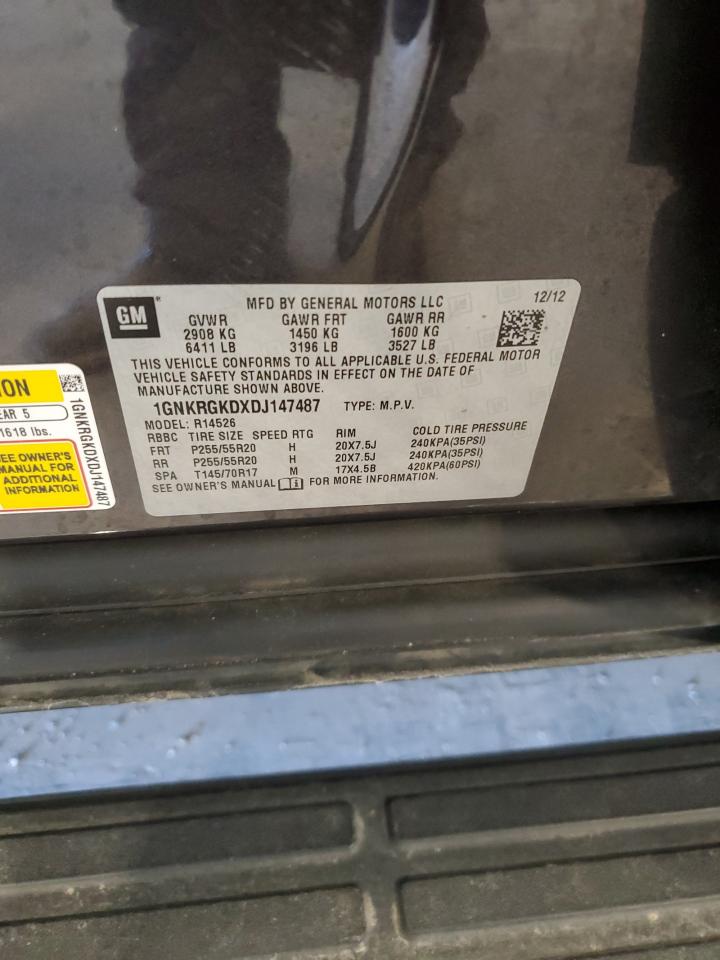 MFD BY GENERAL MOTORS LLC 12/12
GM®
GVWR GAWR FRT GAWR RR
2908 KG 1450 KG 1600 KG
6411 LB 3196 LB 3527 LB
THIS VEHICLE CONFORMS TO ALL APPLICABLE U.S. FEDERAL MOTOR
VEHICLE SAFETY STANDARDS IN EFFECT ON THE DATE OF
MANUFACTURE SHOWN ABOVE.
1GNKRGKDXDJ147487 TYPE: M.P.V.
MODEL: R14526
RBBC TIRE SIZE SPEED RTG RIM COLD TIRE PRESSURE
FRT P255/55R20 H 20X7.5J 240KPA(35PSI)
RR P255/55R20 H 20X7.5J 240KPA(35PSI)
SPA T145/70R17 M 17X4.5B 420KPA(60PSI)
SEE OWNER'S MANUAL FOR MORE INFORMATION.
ION
EAR 5
1618 lbs.
SEE OWNER'S
MANUAL FOR
ADDITIONAL
INFORMATION
1GNKRGKDXDJ147487